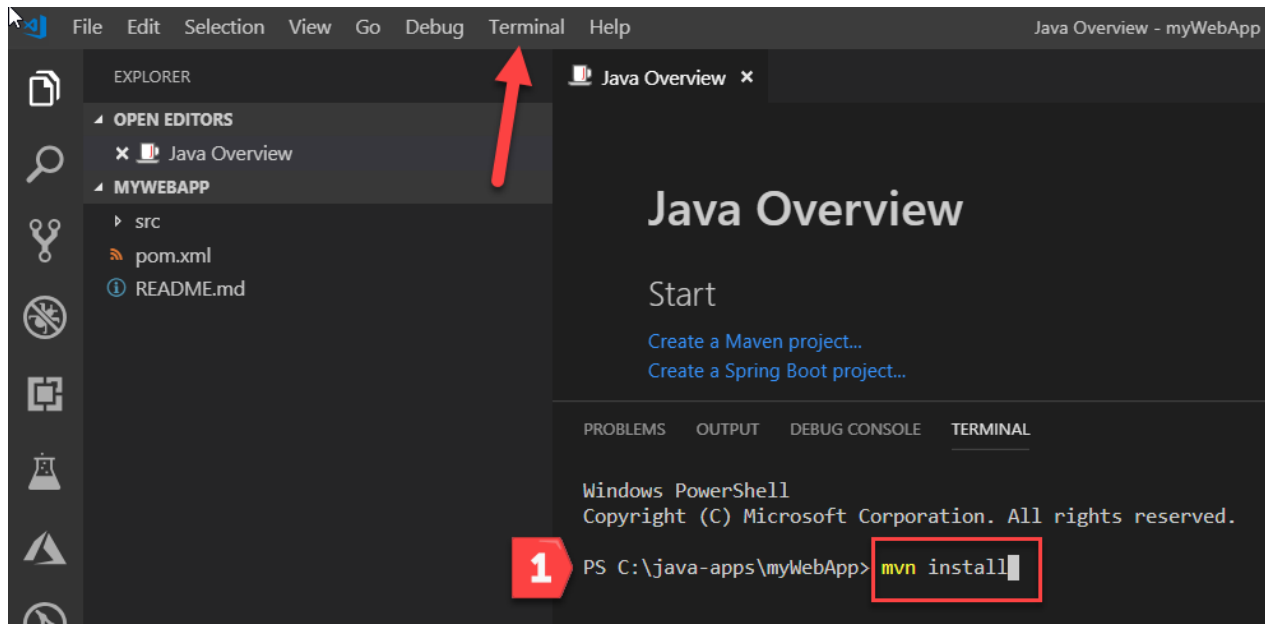 File Edit Selection View Go Debug Terminal Help
Java Overview - myWebApp
EXPLORER
OPEN EDITORS
Java Overview
MYWEBAPP
src
pom.xml
README.md
Java Overview
Java Overview
Start
Create a Maven project...
Create a Spring Boot project...
PROBLEMS OUTPUT DEBUG CONSOLE TERMINAL
Windows PowerShell
Copyright (C) Microsoft Corporation. All rights reserved.
1
PS C:\java-apps\myWebApp> mvn install